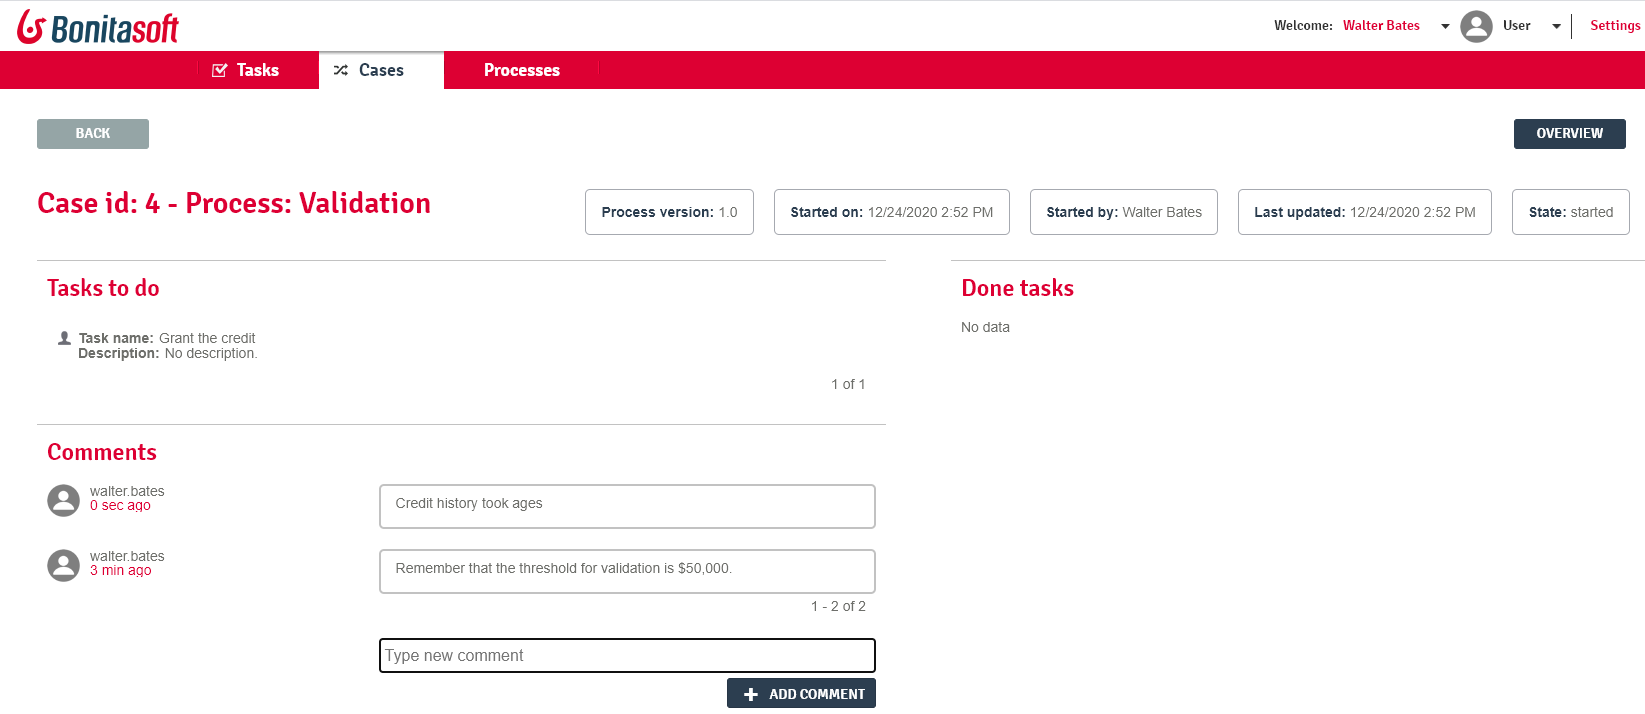 Bonitasoft
Welcome: Walter Bates User Settings
Tasks Cases Processes
BACK OVERVIEW
Case id: 4 - Process: Validation
Process version: 1.0
Started on: 12/24/2020 2:52 PM
Started by: Walter Bates
Last updated: 12/24/2020 2:52 PM
State: started
Tasks to do
Task name: Grant the credit
Description: No description.
1 of 1
Done tasks
No data
Comments
walter.bates
0 sec ago
Credit history took ages
walter.bates
3 min ago
Remember that the threshold for validation is $50,000.
1 - 2 of 2
Type new comment
ADD COMMENT